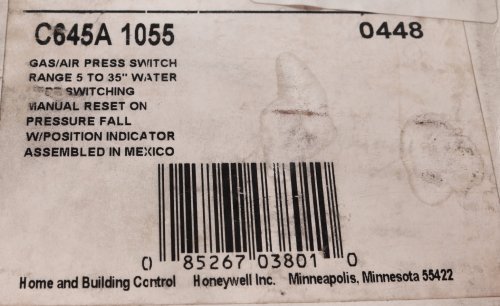 C645A 1055 0448
GAS/AIR PRESS SWITCH
RANGE 5 TO 35" WATER
SWITCHING
MANUAL RESET ON
PRESSURE FALL
W/POSITION INDICATOR
ASSEMBLED IN MEXICO
0 85267 03801 0
Home and Building Control Honeywell Inc. Minneapolis, Minnesota 55422